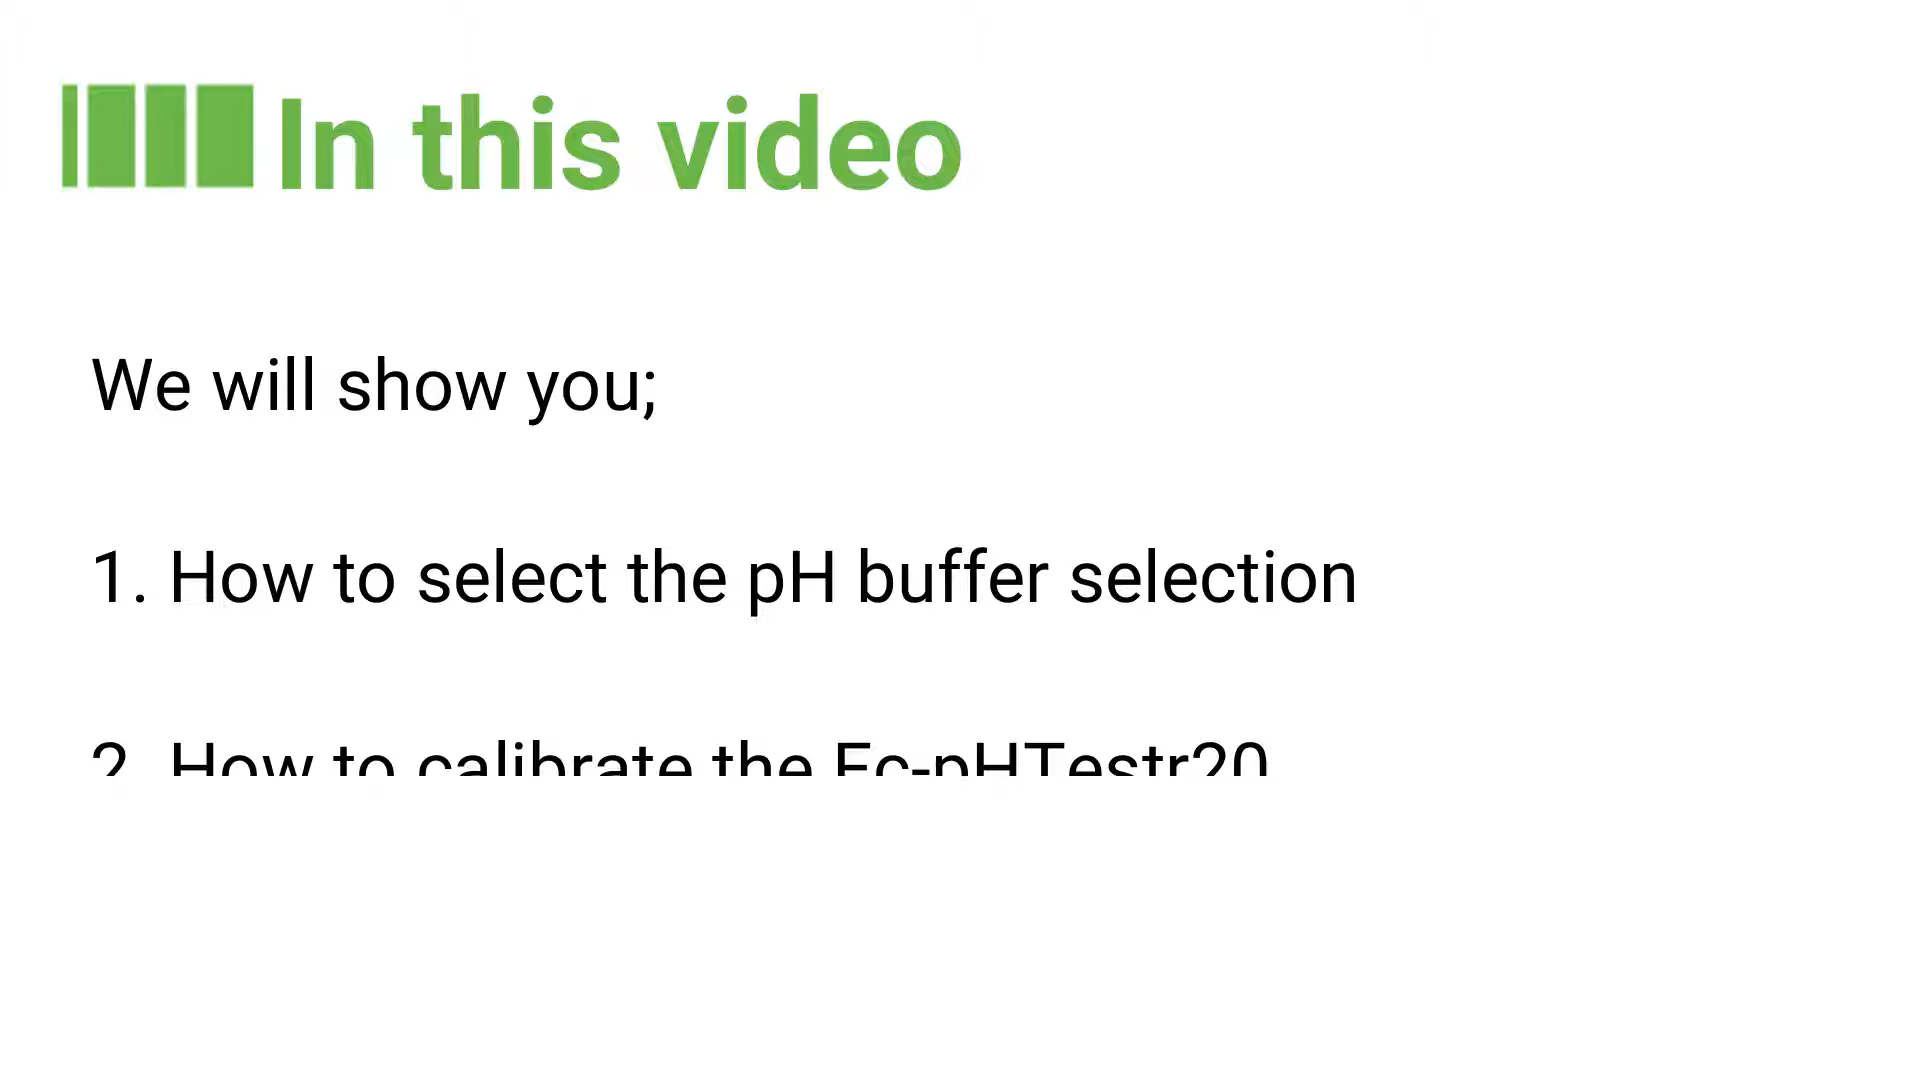 In this video
We will show you;
1. How to select the pH buffer selection
2. How to calibrate the Ec-pHTestr20